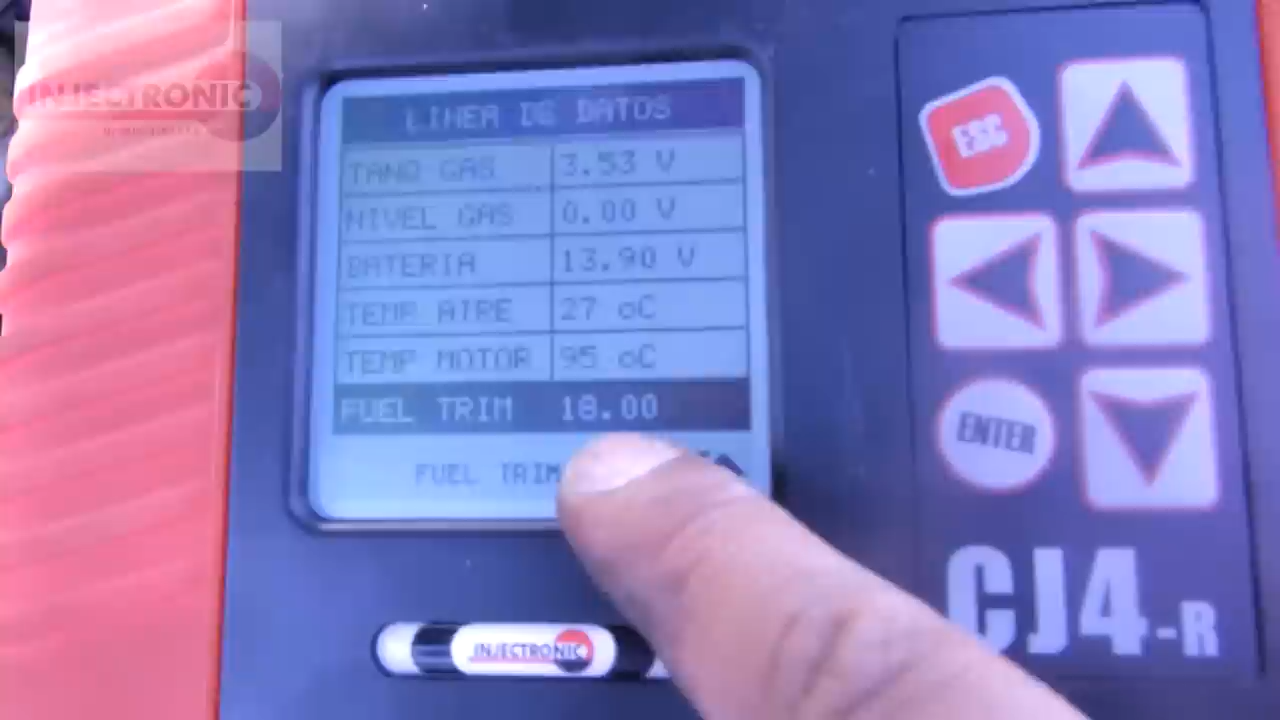 INJECTRONIC
LINEA DE DATOS
TANQ GAS 3.53 V
NIVEL GAS 0.00 V
BATERIA 13.90 V
TEMP AIRE 27 oC
TEMP MOTOR 95 oC
FUEL TRIM 18.00
FUEL TRIM
ESC
ENTER
CJ4-R
INJECTRONIC